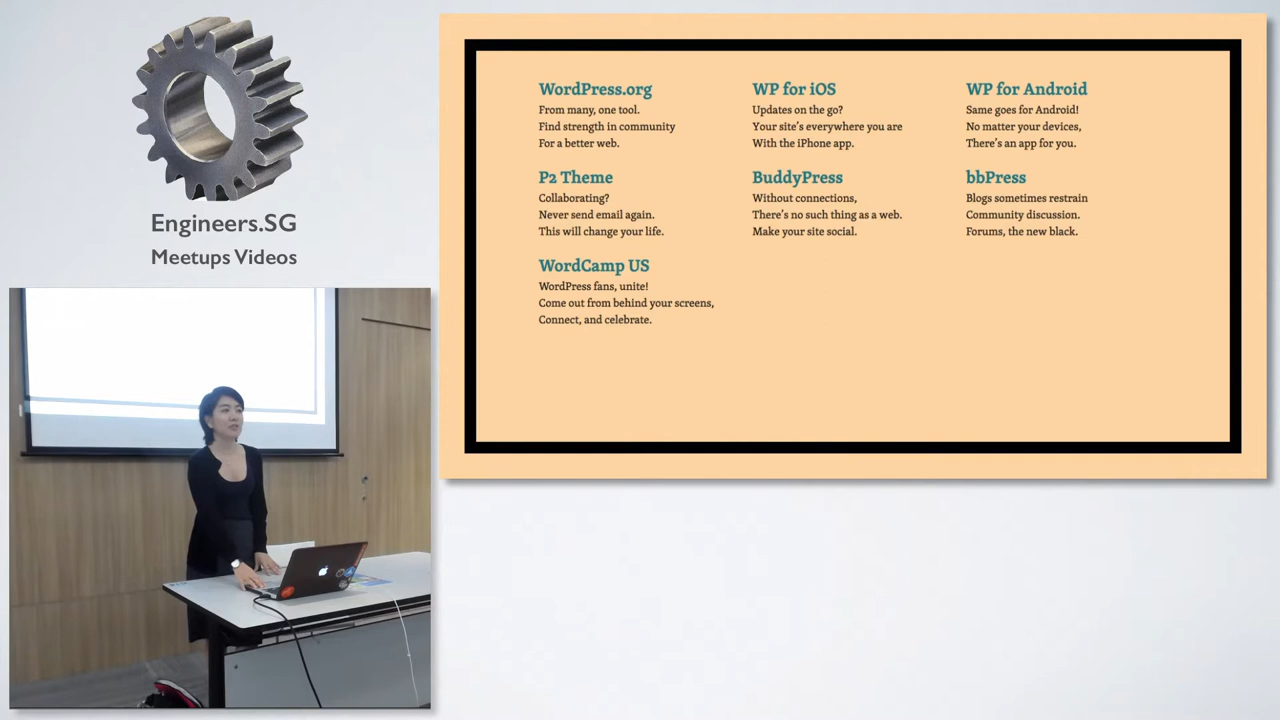 Engineers.SG
Meetups Videos
WordPress.org
From many, one tool.
Find strength in community
For a better web.
WP for iOS
Updates on the go?
Your site's everywhere you are
With the iPhone app.
WP for Android
Same goes for Android!
No matter your devices,
There's an app for you.
P2 Theme
Collaborating?
Never send email again.
This will change your life.
BuddyPress
Without connections,
There's no such thing as a web.
Make your site social.
bbPress
Blogs sometimes restrain
Community discussion.
Forums, the new black.
WordCamp US
WordPress fans, unite!
Come out from behind your screens,
Connect, and celebrate.